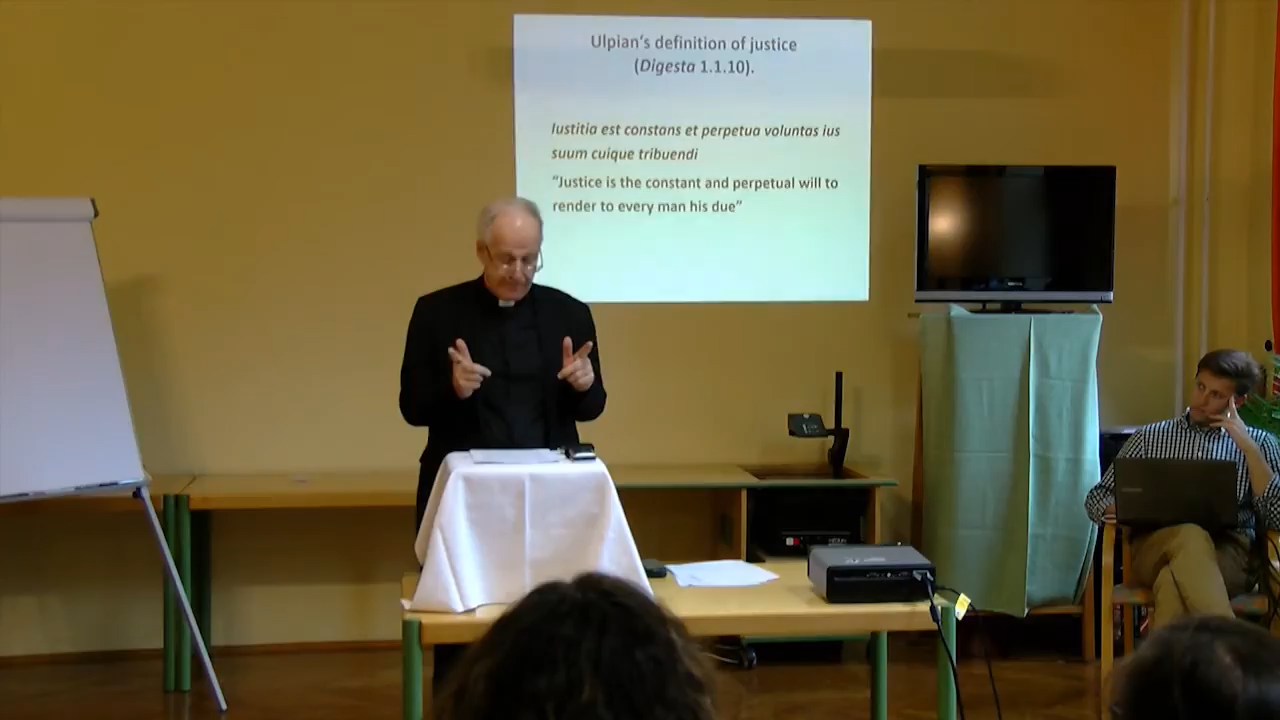 Ulpian‘s definition of justice
(Digesta 1.1.10).
Iustitia est constans et perpetua voluntas ius
suum cuique tribuendi
“Justice is the constant and perpetual will to
render to every man his due”